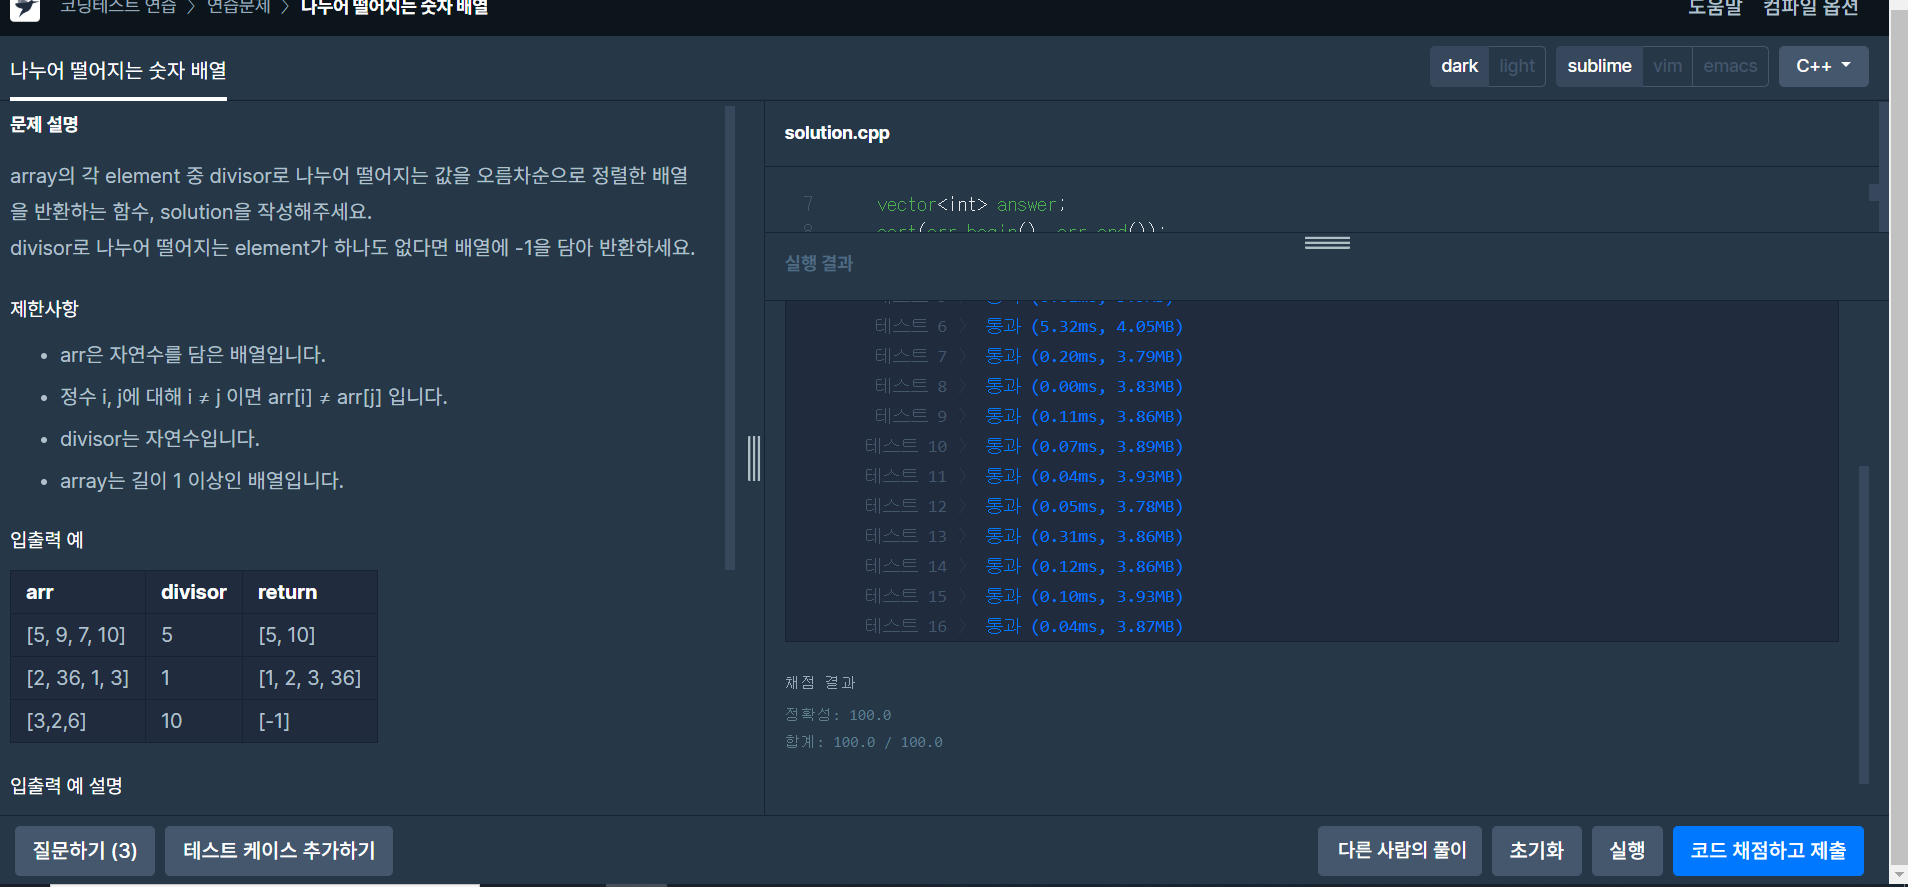 코딩테스트 연습 > 연습문제 > 나누어 떨어지는 숫자 배열
도움말 컴파일 옵션
나누어 떨어지는 숫자 배열
dark light sublime vim emacs C++
문제 설명
array의 각 element 중 divisor로 나누어 떨어지는 값을 오름차순으로 정렬한 배열
을 반환하는 함수, solution을 작성해주세요.
divisor로 나누어 떨어지는 element가 하나도 없다면 배열에 -1을 담아 반환하세요.
제한사항
• arr은 자연수를 담은 배열입니다.
• 정수 i, j에 대해 i ≠ j 이면 arr[i] ≠ arr[j] 입니다.
• divisor는 자연수입니다.
• array는 길이 1 이상인 배열입니다.
입출력 예
arr divisor return
[5, 9, 7, 10] 5 [5, 10]
[2, 36, 1, 3] 1 [1, 2, 3, 36]
[3,2,6] 10 [-1]
입출력 예 설명
solution.cpp
7 vector<int> answer;
8 sort(arr.begin(), arr.end());
실행 결과
테스트 6 > 통과 (5.32ms, 4.05MB)
테스트 7 > 통과 (0.20ms, 3.79MB)
테스트 8 > 통과 (0.00ms, 3.83MB)
테스트 9 > 통과 (0.11ms, 3.86MB)
테스트 10 > 통과 (0.07ms, 3.89MB)
테스트 11 > 통과 (0.04ms, 3.93MB)
테스트 12 > 통과 (0.05ms, 3.78MB)
테스트 13 > 통과 (0.31ms, 3.86MB)
테스트 14 > 통과 (0.12ms, 3.86MB)
테스트 15 > 통과 (0.10ms, 3.93MB)
테스트 16 > 통과 (0.04ms, 3.87MB)
채점 결과
정확성: 100.0
합계: 100.0 / 100.0
질문하기 (3) 테스트 케이스 추가하기 다른 사람의 풀이 초기화 실행 코드 채점하고 제출